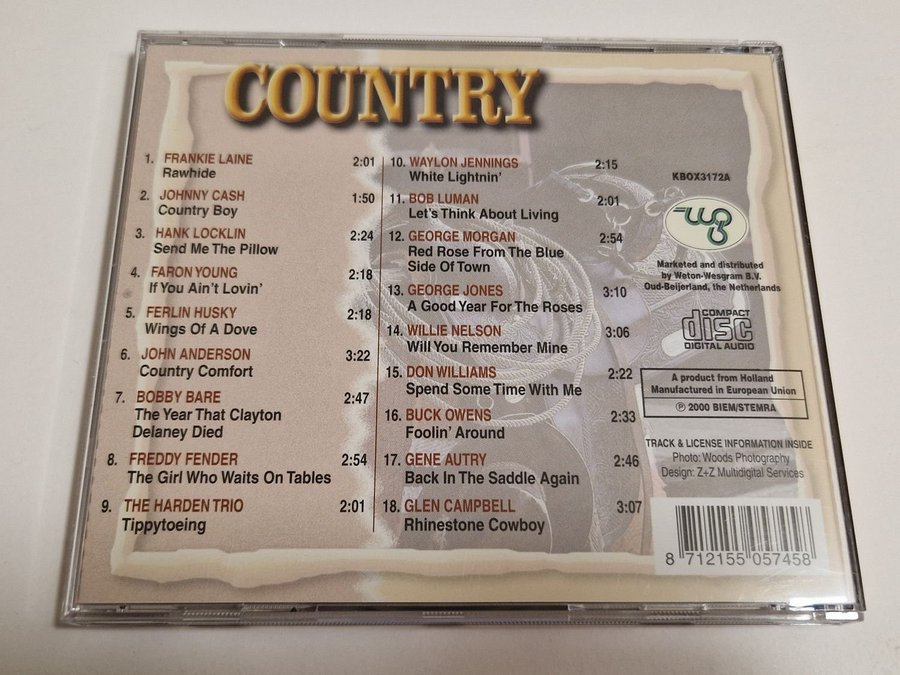 COUNTRY
1. FRANKIE LAINE 2:01
Rawhide
2. JOHNNY CASH 1:50
Country Boy
3. HANK LOCKLIN 2:24
Send Me The Pillow
4. FARON YOUNG 2:18
If You Ain't Lovin'
5. FERLIN HUSKY 2:18
Wings Of A Dove
6. JOHN ANDERSON 3:22
Country Comfort
7. BOBBY BARE 2:47
The Year That Clayton
Delaney Died
8. FREDDY FENDER 2:54
The Girl Who Waits On Tables
9. THE HARDEN TRIO 2:01
Tippytoeing
10. WAYLON JENNINGS 2:15
White Lightnin'
11. BOB LUMAN 2:01
Let's Think About Living
12. GEORGE MORGAN 2:54
Red Rose From The Blue
Side Of Town
13. GEORGE JONES 3:10
A Good Year For The Roses
14. WILLIE NELSON 3:06
Will You Remember Mine
15. DON WILLIAMS 2:22
Spend Some Time With Me
16. BUCK OWENS 2:33
Foolin' Around
17. GENE AUTRY 2:46
Back In The Saddle Again
18. GLEN CAMPBELL 3:07
Rhinestone Cowboy
KBOX3172A
Marketed and distributed
by Weton-Wesgram B.V.
Oud-Beijerland, the Netherlands
COMPACT
disc
DIGITAL AUDIO
A product from Holland
Manufactured in European Union
℗ 2000 BIEM/STEMRA
TRACK & LICENSE INFORMATION INSIDE
Photo: Woods Photography
Design: Z+Z Multidigital Services
8 712155 057458